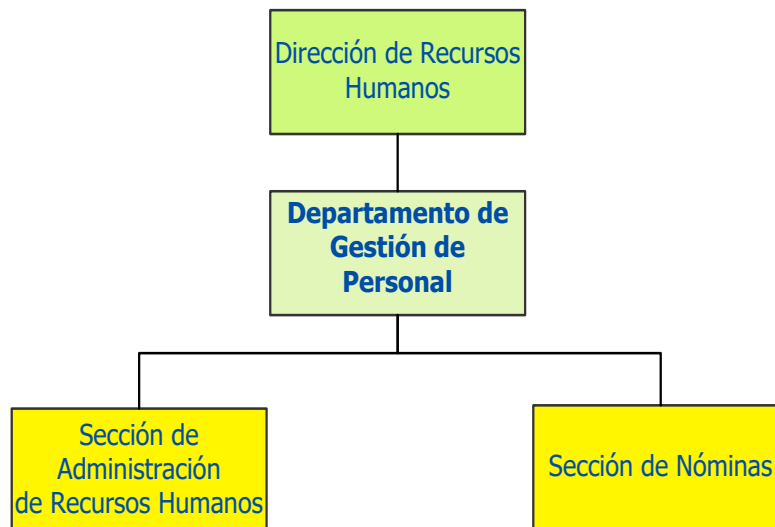 Dirección de Recursos
Humanos
Departamento de
Gestión de
Personal
Sección de
Administración
de Recursos Humanos
Sección de Nóminas